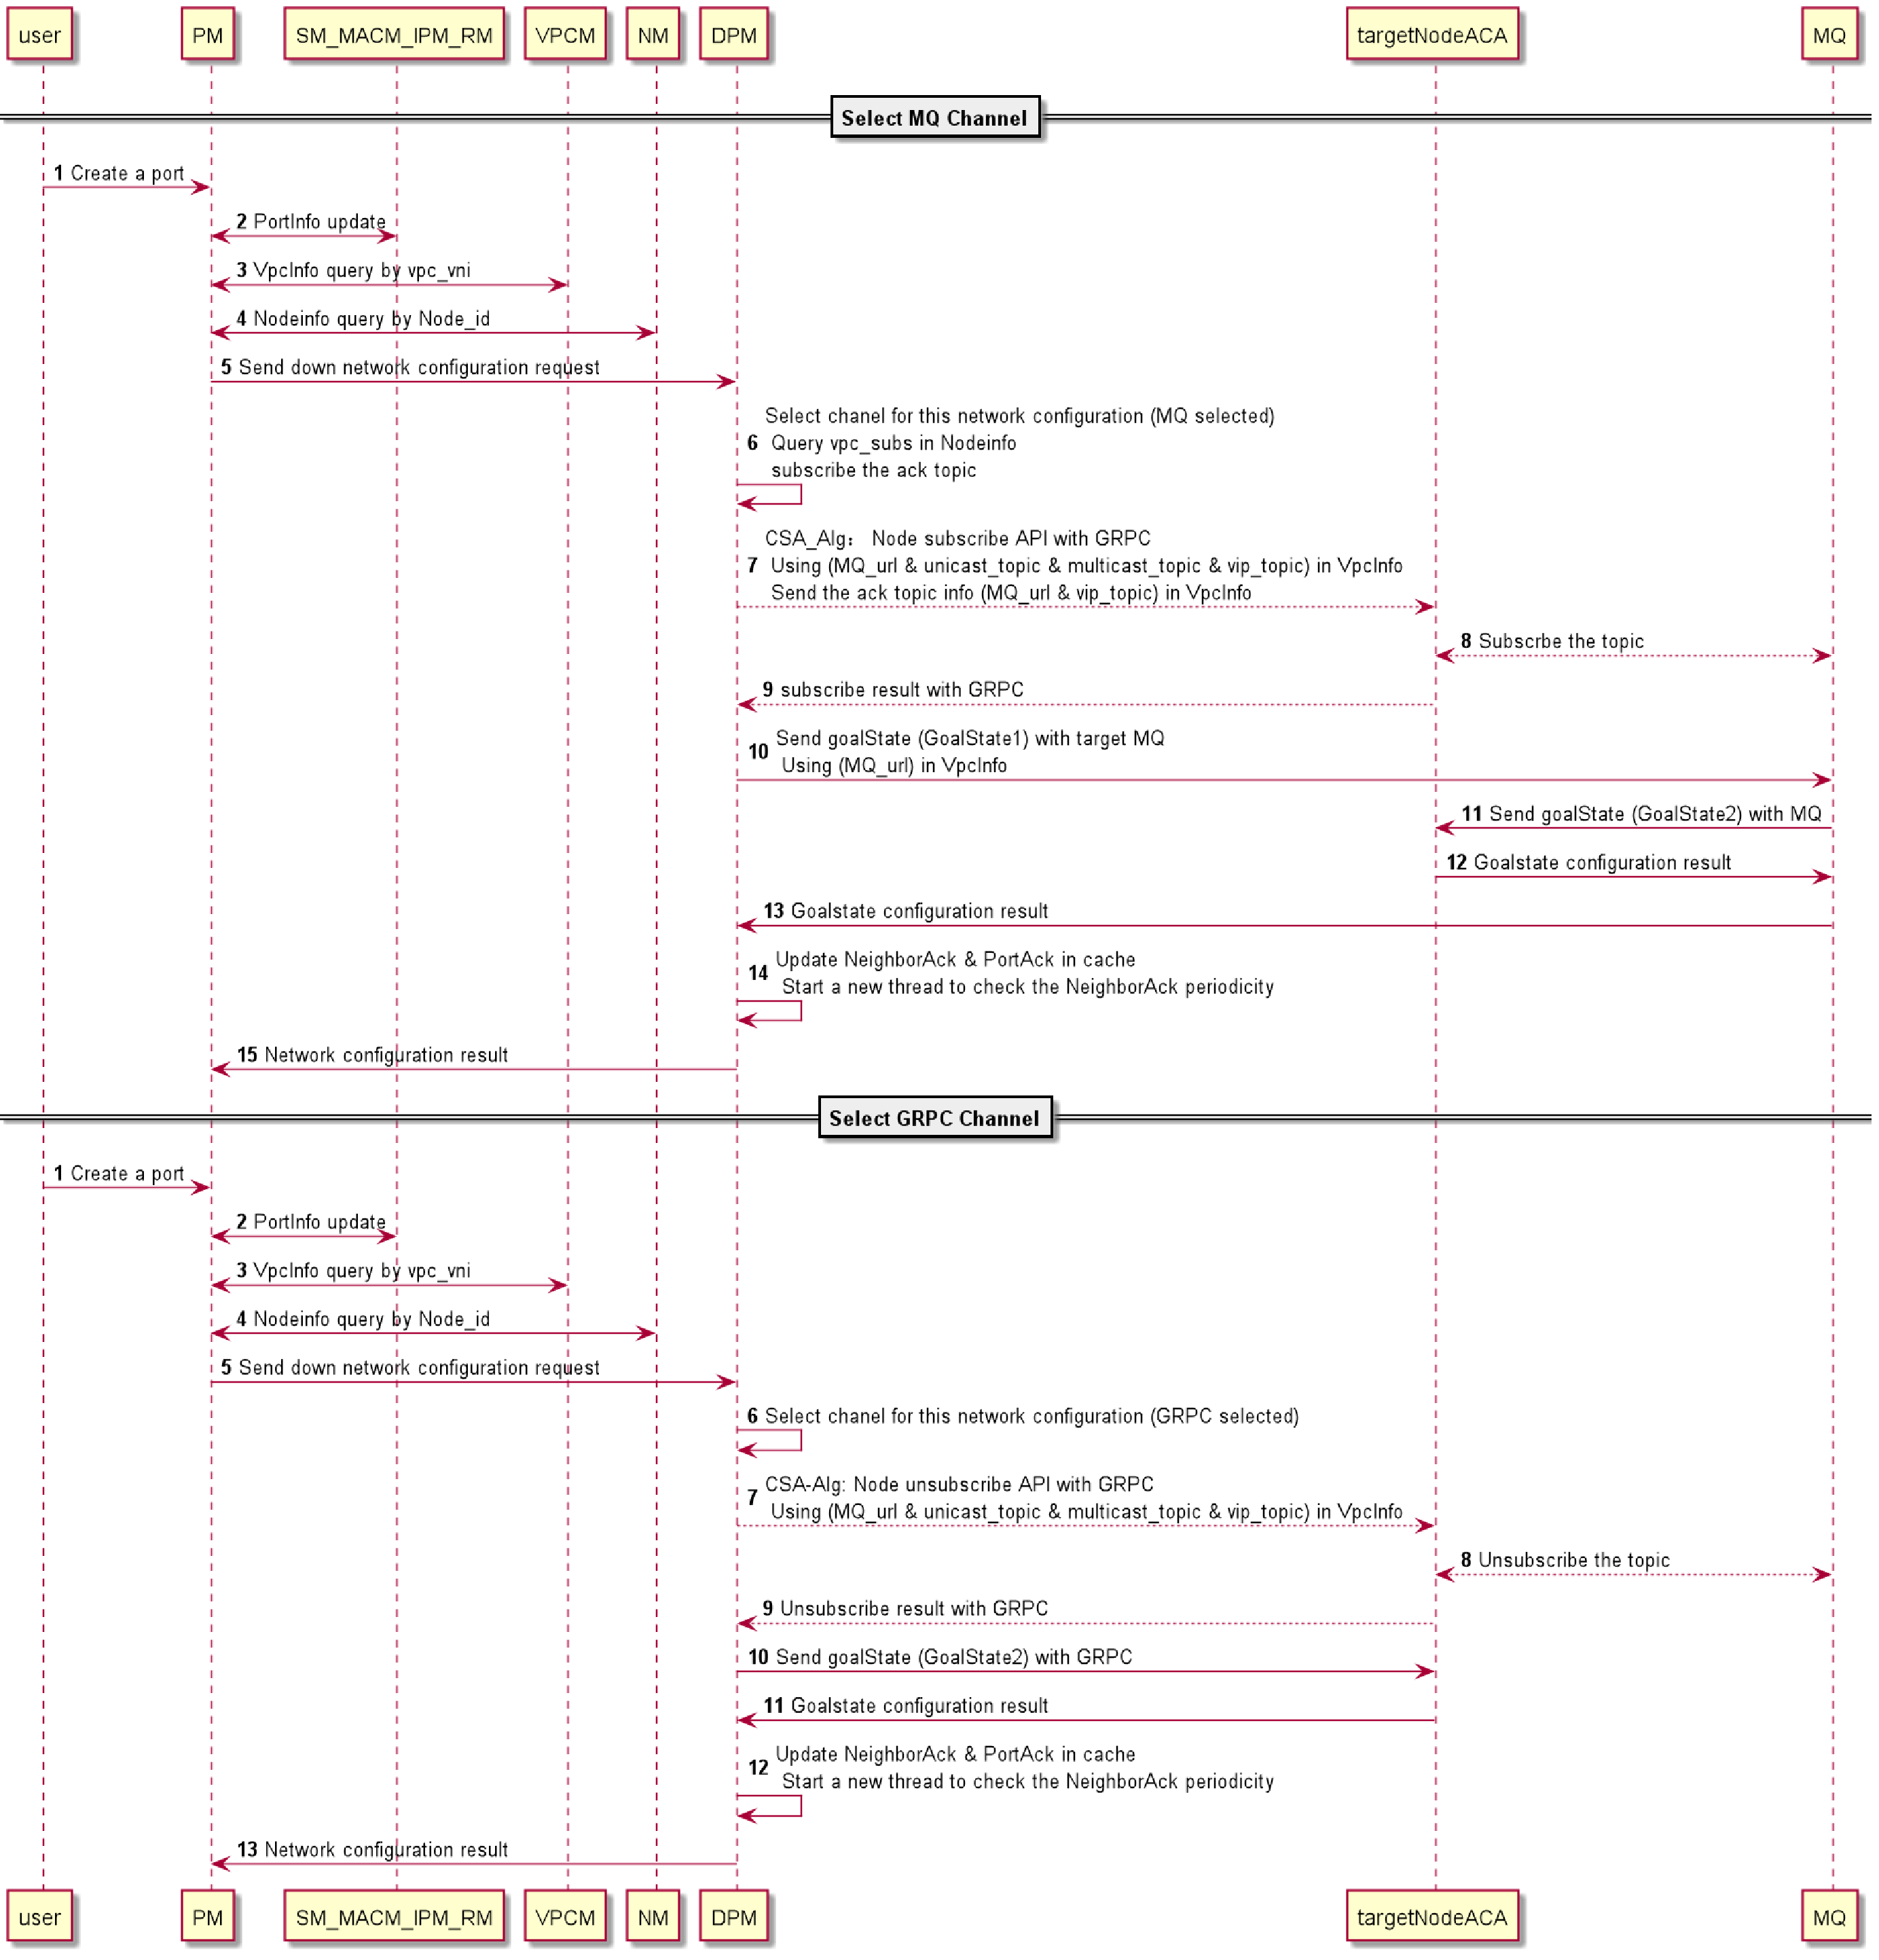 user PM SM_MACM_IPM_RM VPCM NM DPM targetNodeACA MQ
Select MQ Channel
1 Create a port
2 PortInfo update
3 VpcInfo query by vpc_vni
4 Nodeinfo query by Node_id
5 Send down network configuration request
Select chanel for this network configuration (MQ selected)
6 Query vpc_subs in Nodeinfo
subscribe the ack topic
CSA_Alg： Node subscribe API with GRPC
7 Using (MQ_url & unicast_topic & multicast_topic & vip_topic) in VpcInfo
Send the ack topic info (MQ_url & vip_topic) in VpcInfo
8 Subscrbe the topic
9 subscribe result with GRPC
Send goalState (GoalState1) with target MQ
10
Using (MQ_url) in VpcInfo
11 Send goalState (GoalState2) with MQ
12 Goalstate configuration result
13 Goalstate configuration result
Update NeighborAck & PortAck in cache
14
Start a new thread to check the NeighborAck periodicity
15 Network configuration result
Select GRPC Channel
1 Create a port
2 PortInfo update
3 VpcInfo query by vpc_vni
4 Nodeinfo query by Node_id
5 Send down network configuration request
6 Select chanel for this network configuration (GRPC selected)
CSA-Alg: Node unsubscribe API with GRPC
7
Using (MQ_url & unicast_topic & multicast_topic & vip_topic) in VpcInfo
8 Unsubscribe the topic
9 Unsubscribe result with GRPC
10 Send goalState (GoalState2) with GRPC
11 Goalstate configuration result
Update NeighborAck & PortAck in cache
12
Start a new thread to check the NeighborAck periodicity
13 Network configuration result
user PM SM_MACM_IPM_RM VPCM NM DPM targetNodeACA MQ